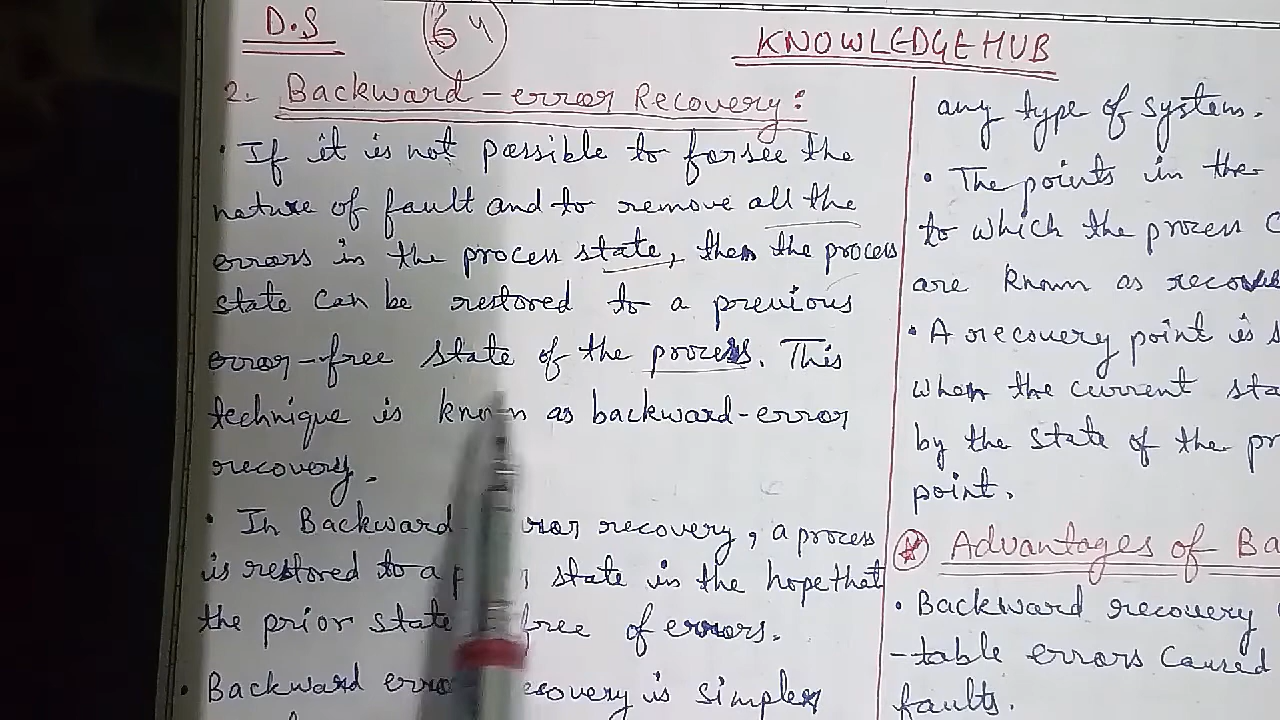 D.S
64
KNOWLEDGE HUB
2. Backward-error Recovery:
• If it is not possible to forsee the
nature of fault and to remove all the
errors in the process state, then the process
state can be restored to a previous
error-free state of the process. This
technique is known as backward-error
recovery.
• In Backward recovery, a process
is restored to a state in the hope that
the prior state free of errors.
• Backward is simpler
any type of system.
• The points in the
to which the process
are known as
• A recovery point is
when the current
by the state of the
point.
Advantages of
• Backward recovery
-table errors caused
faults.